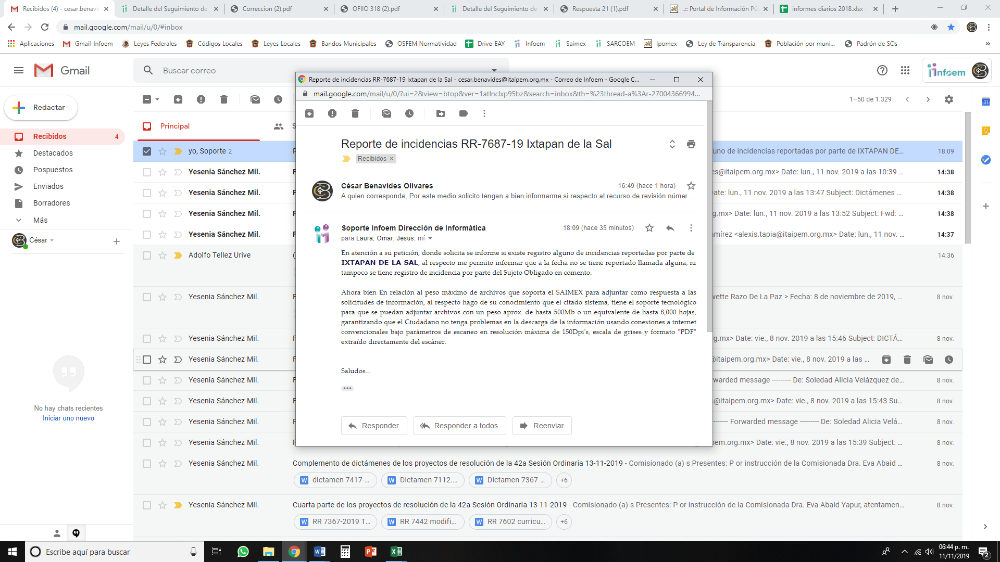 Recibidos (4) - cesar.benavi
Detalle del Seguimiento de
Correccion (2).pdf
OFIIO 318 (2).pdf
Detalle del Seguimiento de
Respuesta 21 (1).pdf
..:: Portal de Información Pú
informes diarios 2018.xlsx -
mail.google.com/mail/u/0/#inbox
Aplicaciones
Gmail-Infoem
Leyes Federales
Códigos Locales
Leyes Locales
Bandos Municipales
OSFEM Normatividad
Drive-EAY
Infoem
Saimex
SARCOEM
Ipomex
Ley de Transparencia
Población por muni...
Padrón de SOs
»
Gmail
Buscar correo
infoem
Redactar
Recibidos 4
Destacados
Pospuestos
Enviados
Borradores
Más
César
No hay chats recientes
Iniciar uno nuevo
1–50 de 1.329
Principal
S
yo, Soporte 2
uno de incidencias reportadas por parte de IXTAPAN DE... 18:09
Yesenia Sánchez Mil. F
es@itaipem.org.mx> Date: lun., 11 nov. 2019 a las 10:39 ... 14:38
Yesenia Sánchez Mil. F
ate: lun., 11 nov. 2019 a las 13:47 Subject: Dictámenes ... 14:38
Yesenia Sánchez Mil. F
g.mx> Date: lun., 11 nov. 2019 a las 13:52 Subject: Fwd: ... 14:38
Yesenia Sánchez Mil. F
mírez <alexis.tapia@itaipem.org.mx> Date: lun., 11 nov. ... 14:37
Adolfo Tellez Urive (
14:36
Yesenia Sánchez Mil. F
vette Razo De La Paz > Fecha: 8 de noviembre de 2019, ... 8 nov.
Yesenia Sánchez Mil. F
g.mx> Date: vie., 8 nov. 2019 a las 15:46 Subject: DICTÁ... 8 nov.
Yesenia Sánchez Mil. F
@itaipem.org.mx> Date: vie., 8 nov. 2019 a las ...
Yesenia Sánchez Mil. F
warded message --------- De: Soledad Alicia Velázquez de... 8 nov.
Yesenia Sánchez Mil. F
s@itaipem.org.mx> Date: vie., 8 nov. 2019 a las 15:43 Su... 8 nov.
Yesenia Sánchez Mil. F
-------- Forwarded message --------- De: Soledad Alicia Velá... 8 nov.
Yesenia Sánchez Mil. F
pem.org.mx> Date: vie., 8 nov. 2019 a las 15:39 Subject: ... 8 nov.
Yesenia Sánchez Mil. Complemento de dictámenes de los proyectos de resolución de la 42a Sesión Ordinaria 13-11-2019 - Comisionado (a) s Presentes: P or instrucción de la Comisionada Dra. Eva Abaid ... 8 nov.
dictamen 7417-... Dictamen 7112.... Dictamen 7367 ... +6
Yesenia Sánchez Mil. Cuarta parte de los proyectos de resolución de la 42a Sesión Ordinaria 13-11-2019 - Comisionado (a) s Presentes: P or instrucción de la Comisionada Dra. Eva Abaid Yapur, atentamen... 8 nov.
RR 7367-2019 T... RR 7442 modifi... RR 7602 curricu... +6
Reporte de incidencias RR-7687-19 Ixtapan de la Sal - cesar.benavides@itaipem.org.mx - Correo de Infoem - Google C...
mail.google.com/mail/u/0/?ui=2&view=btop&ver=1atlnclxp95bz&search=inbox&th=%23thread-a%3Ar-27004366994...
Reporte de incidencias RR-7687-19 Ixtapan de la Sal
Recibidos ×
César Benavides Olivares 16:49 (hace 1 hora)
A quien corresponda, Por este medio solicito tengan a bien informarme si respecto al recurso de revisión númer...
Soporte Infoem Dirección de Informática 18:09 (hace 35 minutos)
para Laura, Omar, Jesus, mí
En atención a su petición, donde solicita se informe si existe registro alguno de incidencias reportadas por parte de
IXTAPAN DE LA SAL, al respecto me permito informar que a la fecha no se tiene reportado llamada alguna, ni
tampoco se tiene registro de incidencia por parte del Sujeto Obligado en comento.
Ahora bien En relación al peso máximo de archivos que soporta el SAIMEX para adjuntar como respuesta a las
solicitudes de información, al respecto hago de su conocimiento que el citado sistema, tiene el soporte tecnológico
para que se puedan adjuntar archivos con un peso aprox. de hasta 500Mb o un equivalente de hasta 8,000 hojas,
garantizando que el Ciudadano no tenga problemas en la descarga de la información usando conexiones a internet
convencionales bajo parámetros de escaneo en resolución máxima de 150Dpi's, escala de grises y formato "PDF"
extraído directamente del escáner.
Saludos...
Responder
Responder a todos
Reenviar
Escribe aquí para buscar
06:44 p. m.
11/11/2019
2